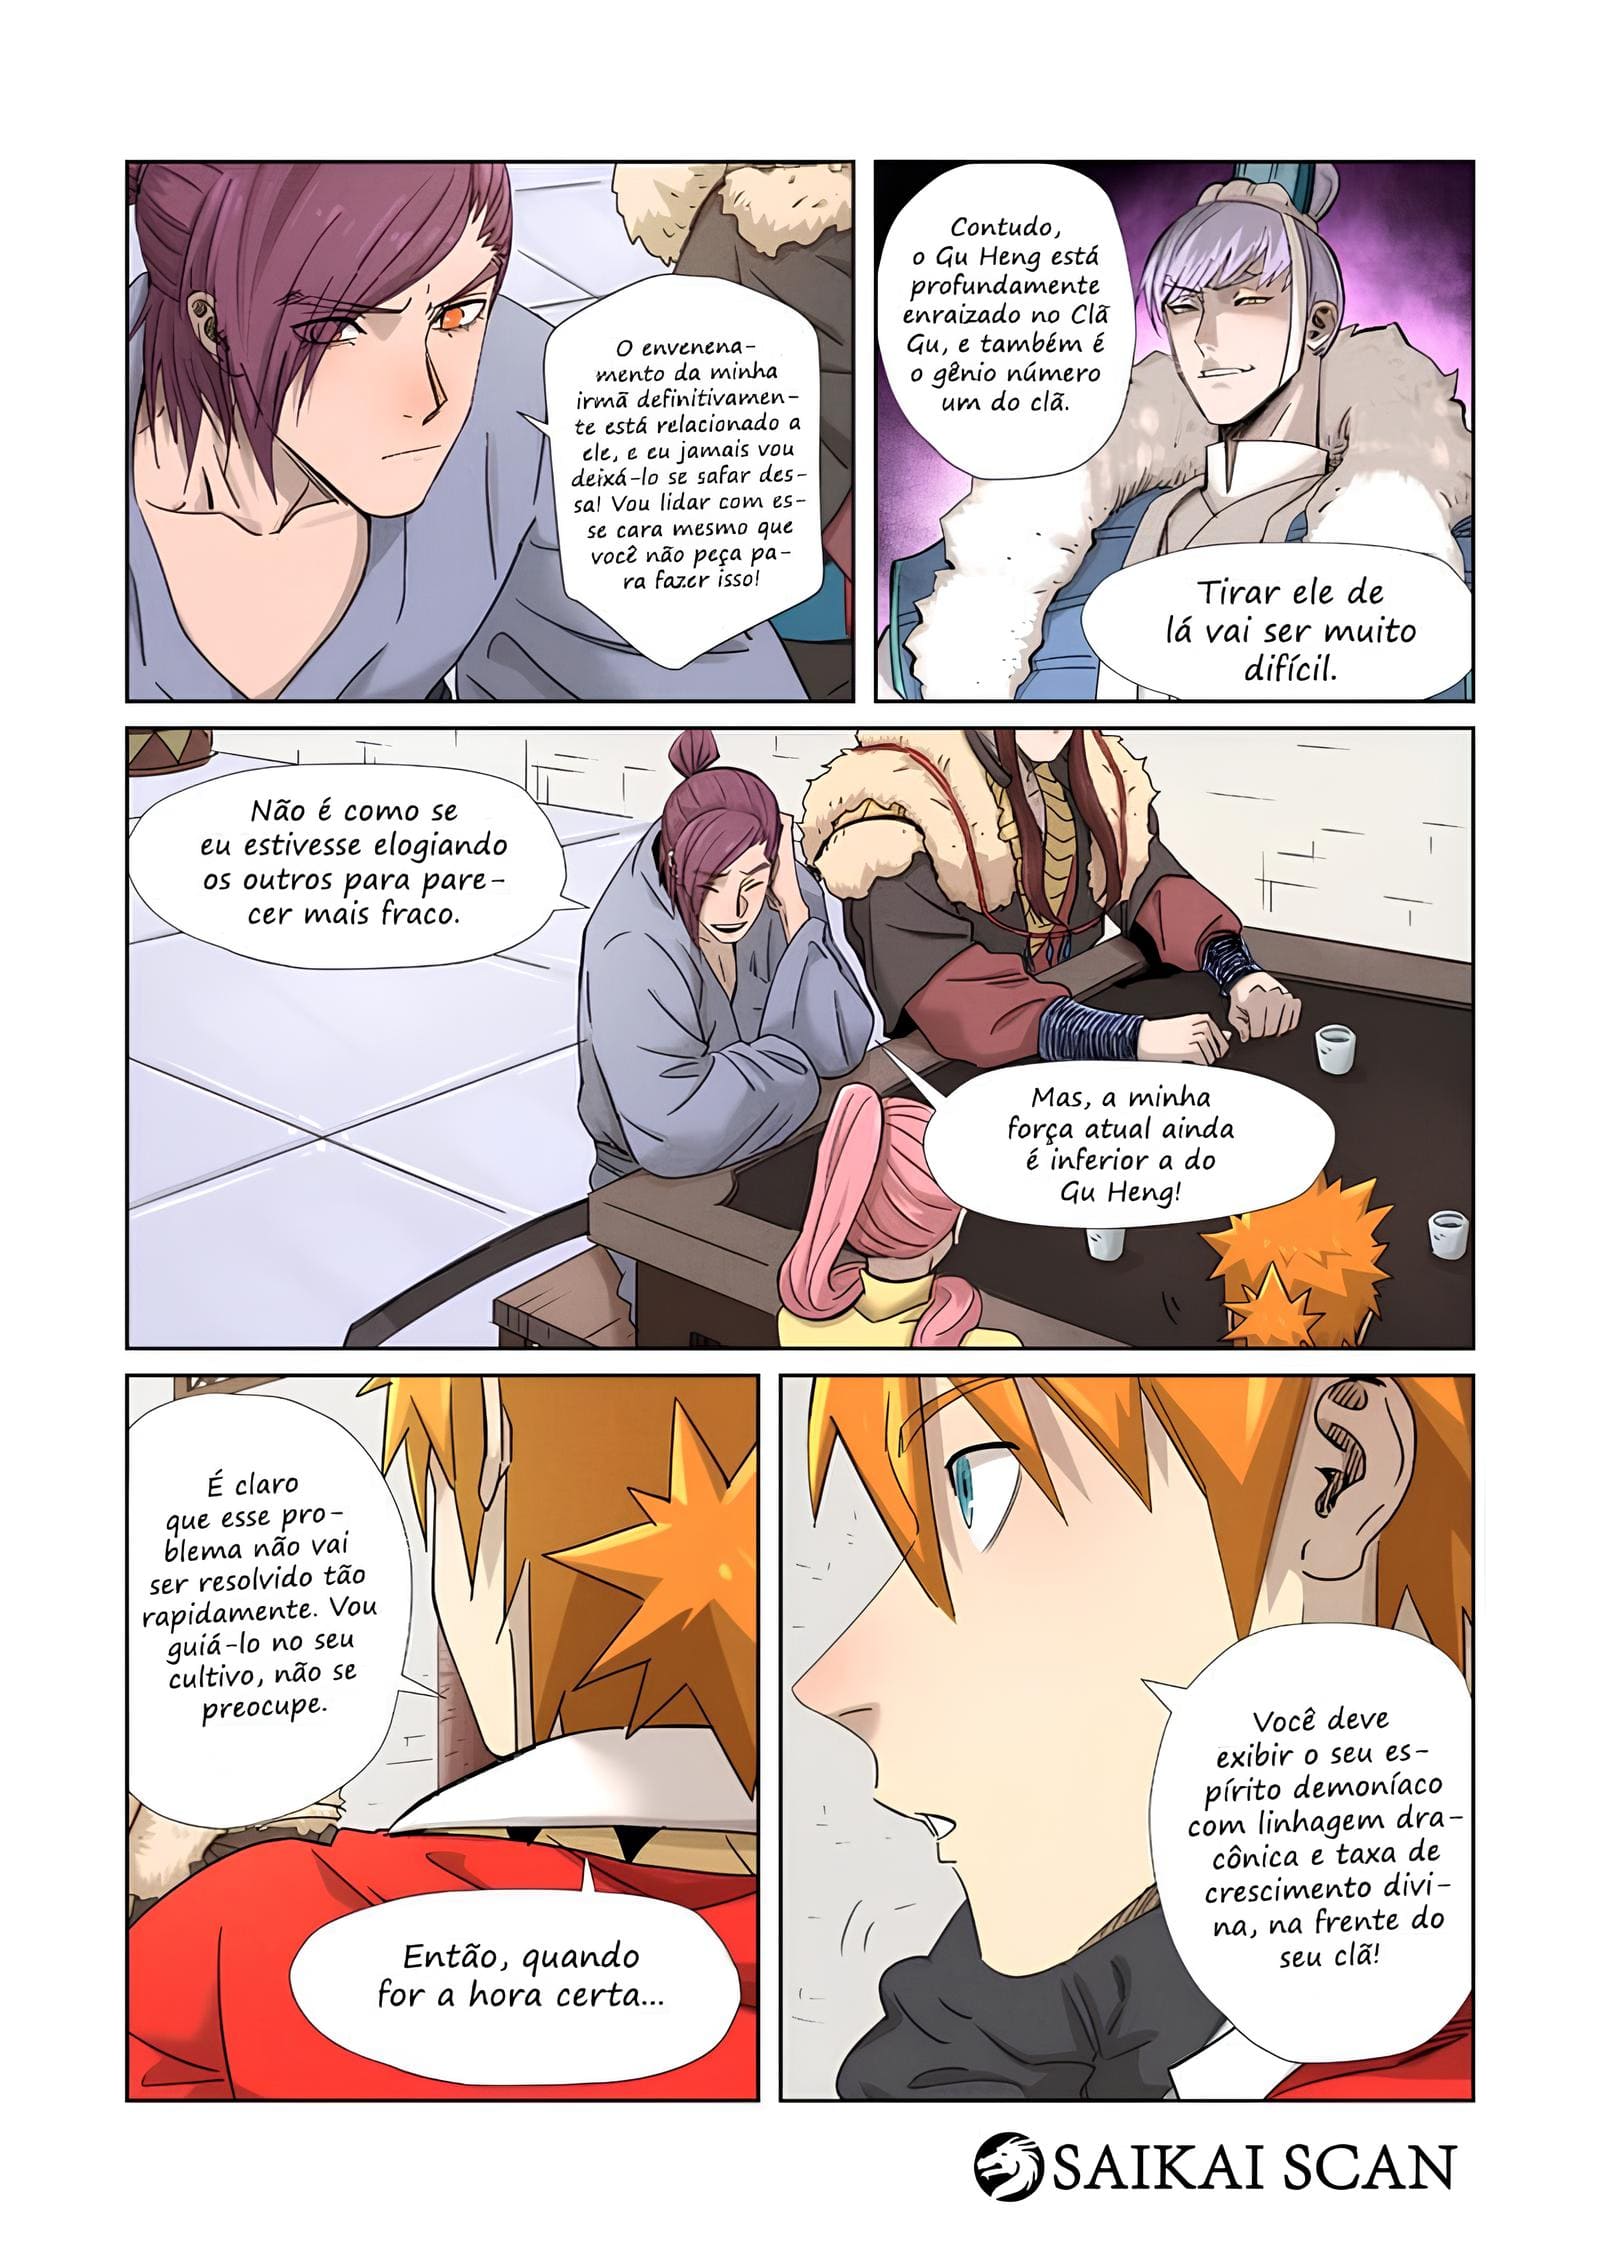 O envenena-
mento da minha
irmã definitivamen-
te está relacionado a
ele, e eu jamais vou
deixá-lo se safar des-
sa! Vou lidar com es-
se cara mesmo que
você não peça pa-
ra fazer isso!
Contudo,
o Gu Heng está
profundamente
enraizado no Clã
Gu, e também é
o gênio número
um do clã.
Tirar ele de
lá vai ser muito
difícil.
Não é como se
eu estivesse elogiando
os outros para pare-
cer mais fraco.
Mas, a minha
força atual ainda
é inferior a do
Gu Heng!
É claro
que esse pro-
blema não vai
ser resolvido tão
rapidamente. Vou
guiá-lo no seu
cultivo, não se
preocupe.
Então, quando
for a hora certa...
Você deve
exibir o seu es-
pírito demoníaco
com linhagem dra-
cônica e taxa de
crescimento divi-
na, na frente do
seu clã!
SAIKAI SCAN